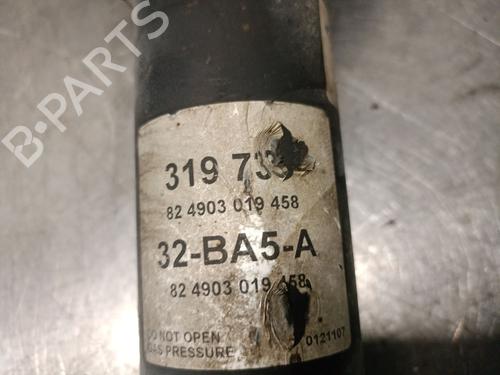 B-PARTS
319 73
82 4903 019 458
32-BA5-A
82 4903 019 458
DO NOT OPEN
GAS PRESSURE 0121107